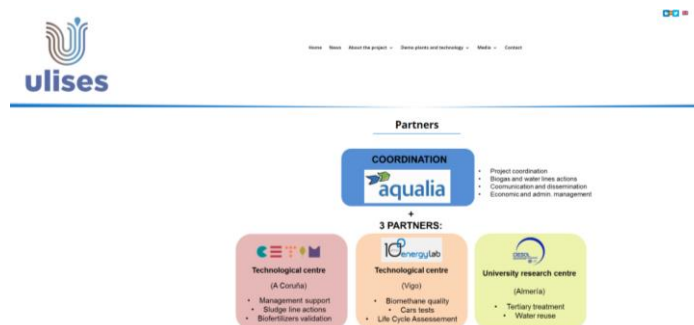 ulises
Home News About the project Demo plants and technology Media Contact
Partners
COORDINATION
aqualia
• Project coordination
• Biogas and water lines actions
• Coomunication and dissemination
• Economic and admin. management
+
3 PARTNERS:
CETIM
Technological centre
(A Coruña)
• Management support
• Sludge line actions
• Biofertilizers validation
energylab
Technological centre
(Vigo)
• Biomethane quality
• Cars tests
• Life Cycle Assessement
University research centre
(Almería)
• Tertiary treatment
• Water reuse